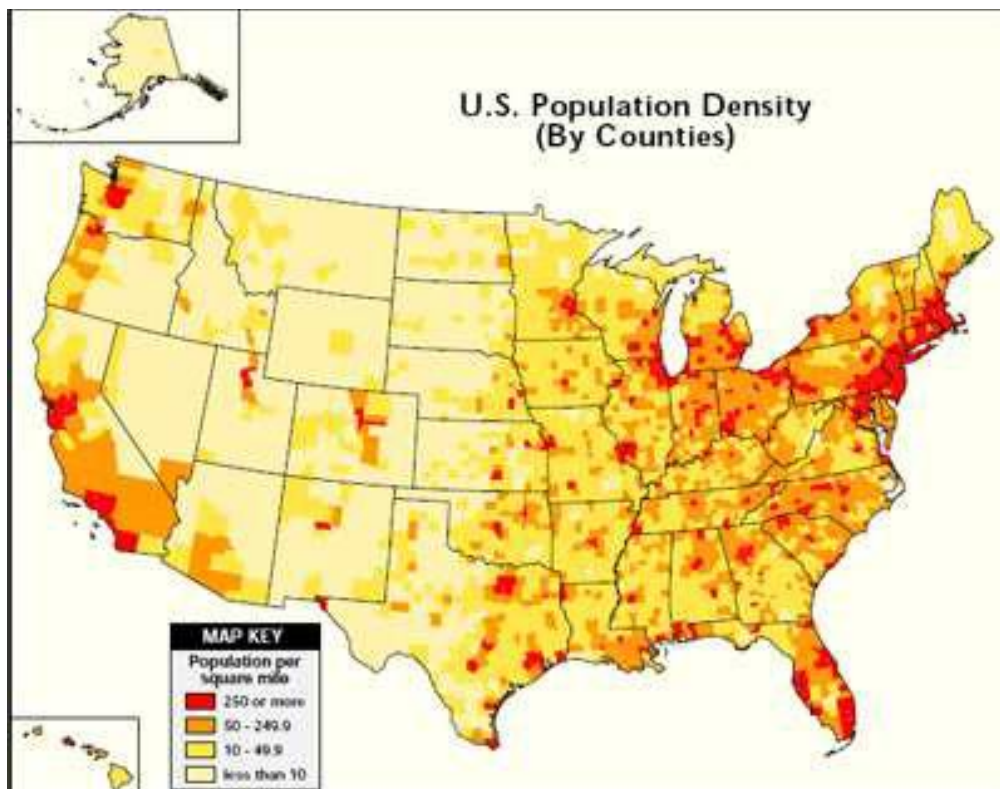 U.S. Population Density
(By Counties)
MAP KEY
Population per
square mile
250 or more
50 - 249.9
10 - 49.9
less than 10